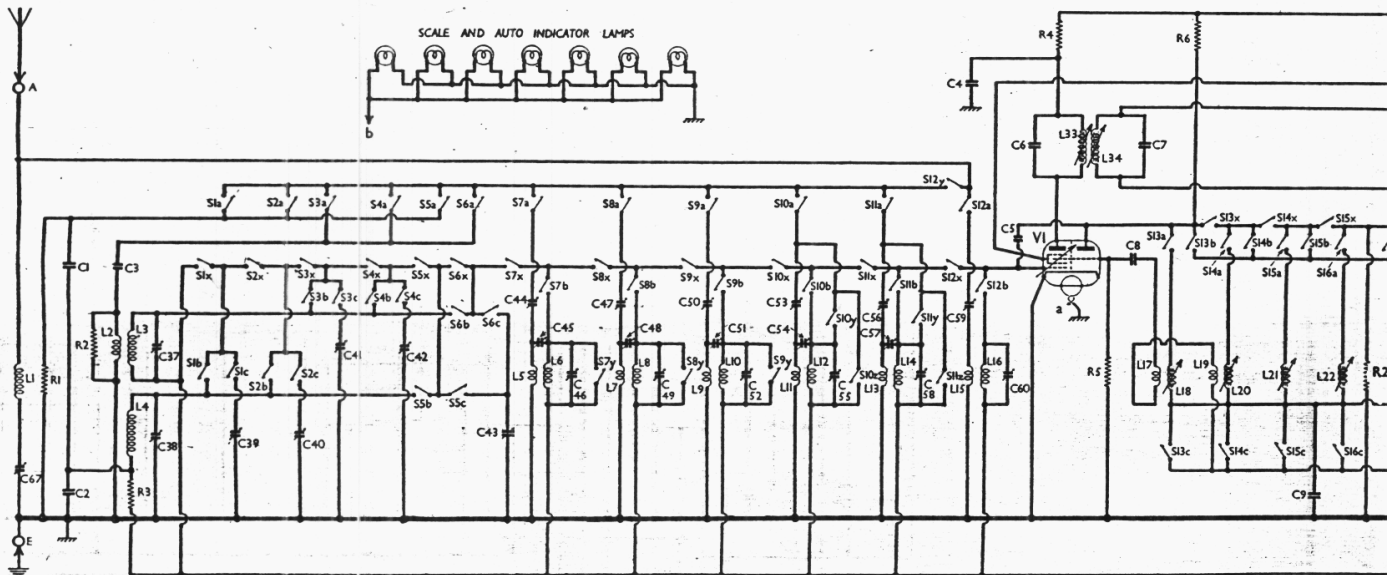 SCALE AND AUTO INDICATOR LAMPS
b
A
E
R4
R6
C4
C6
L33
L34
C7
S12y
S12a
S1a
S2a
S3a
S4a
S5a
S6a
S7a
S8a
S9a
S10a
S11a
C5
V1
C8
a
S13a
S13x
S14x
S15x
S13b
S14b
S15b
S14a
S15a
S16a
C1
C3
S1x
S2x
S3x
S4x
S5x
S6x
S7x
S8x
S9x
S10x
S11x
S12x
S3b
S3c
S4b
S4c
S6b
S6c
S7b
S8b
S9b
S10b
S11b
S12b
C44
C47
C50
C53
C56
C57
C59
C45
C48
C51
C54
S10y
S11y
L1
R1
R2
L2
L3
C37
C41
C42
S1b
S1c
S2b
S2c
S5b
S5c
L4
C38
C39
C40
C43
L5
L6
C46
S7y
L7
L8
C49
S8y
L9
L10
C52
S9y
L11
L12
C55
S10z
L13
L14
C58
S11z
L15
L16
C60
R5
L17
L18
L19
L20
L21
L22
R2
C67
C2
R3
S13c
S14c
S15c
S16c
C9